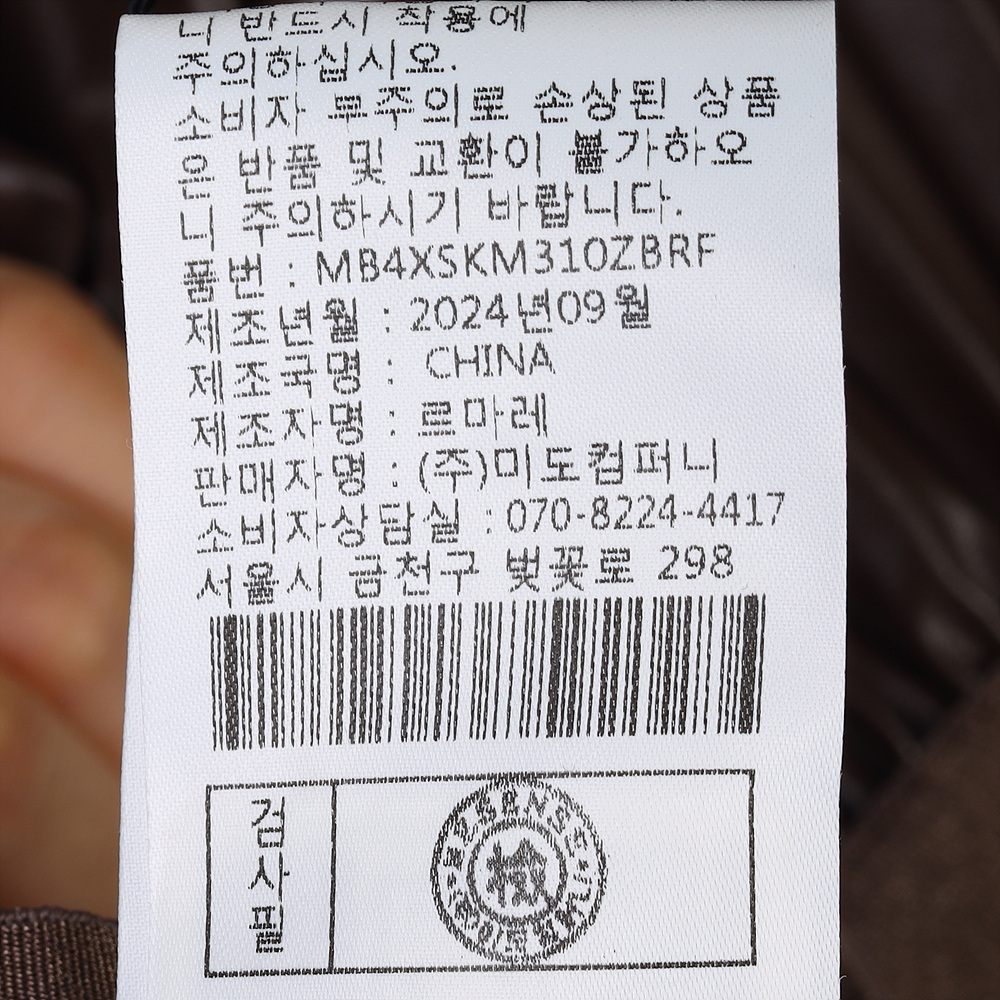 니 반드시 착용에
주의하십시오.
소비자 부주의로 손상된 상품
은 반품 및 교환이 불가하오
니 주의하시기 바랍니다.
품번 : MB4XSKM310ZBRF
제조년월 : 2024년09월
제조국명 : CHINA
제조자명 : 르마레
판매자명 : (주)미도컴퍼니
소비자상담실 : 070-8224-4417
서울시 금천구 벚꽃로 298
검사필
檢